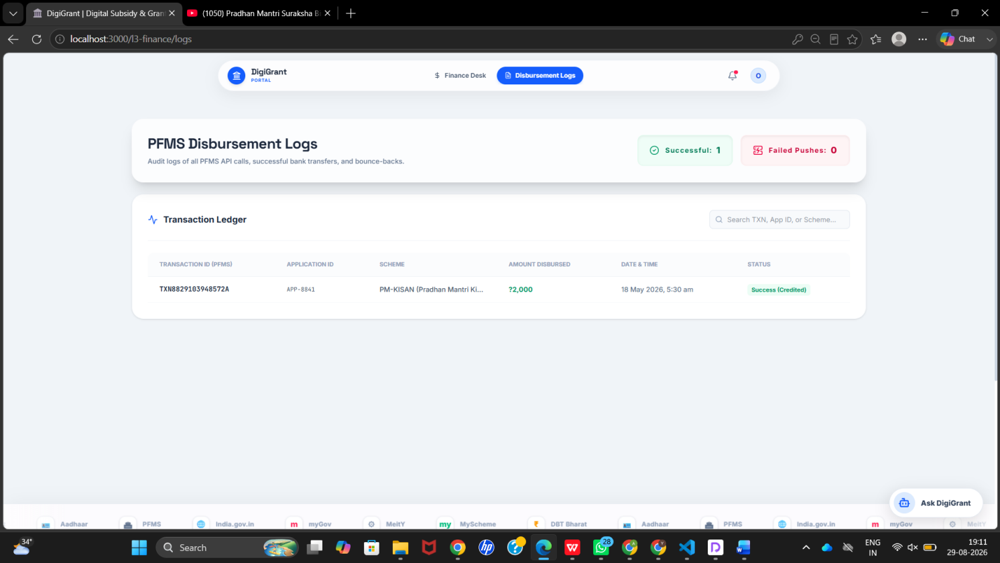 DigiGrant | Digital Subsidy & Grant
(1050) Pradhan Mantri Suraksha B
localhost:3000/l3-finance/logs
Chat
DigiGrant
PORTAL
$ Finance Desk
Disbursement Logs
O
PFMS Disbursement Logs
Audit logs of all PFMS API calls, successful bank transfers, and bounce-backs.
Successful: 1
Failed Pushes: 0
Transaction Ledger
Search TXN, App ID, or Scheme...
TRANSACTION ID (PFMS) APPLICATION ID SCHEME AMOUNT DISBURSED DATE & TIME STATUS
TXN8829103948572A APP-8841 PM-KISAN (Pradhan Mantri Ki... ?2,000 18 May 2026, 5:30 am Success (Credited)
Ask DigiGrant
Aadhaar PFMS India.gov.in m myGov MeitY my MyScheme ₹ DBT Bharat Aadhaar PFMS India.gov.in m myGov MeitY
34°
Search
28
ENG
IN
19:11
29-08-2026